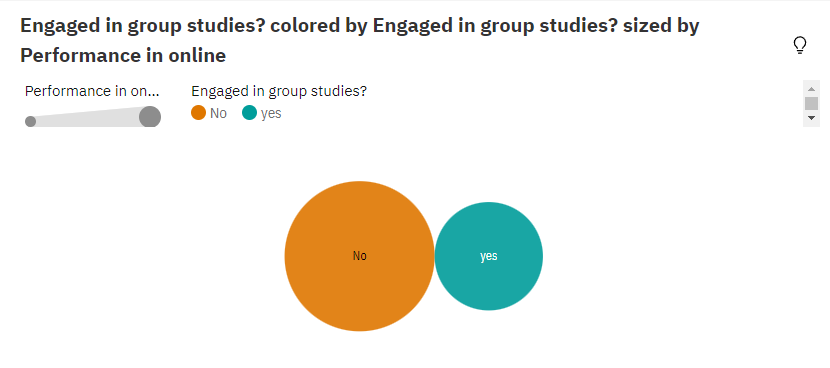 Engaged in group studies? colored by Engaged in group studies? sized by
Performance in online
Performance in on...
Engaged in group studies?
No
yes
No
yes